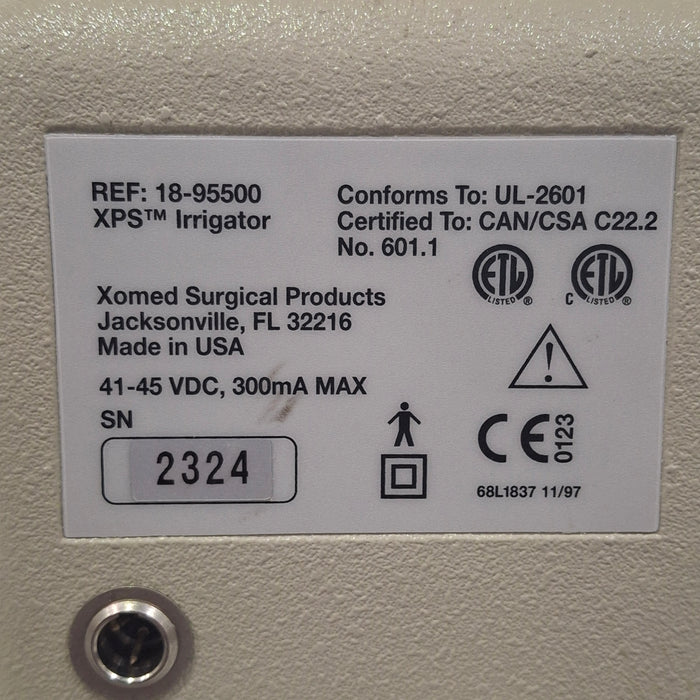 REF: 18-95500
XPS™ Irrigator
Conforms To: UL-2601
Certified To: CAN/CSA C22.2
No. 601.1
ETL
LISTED
®
C
ETL
LISTED
®
Xomed Surgical Products
Jacksonville, FL 32216
Made in USA
41-45 VDC, 300mA MAX
SN
2324
!
CE 0123
68L1837 11/97